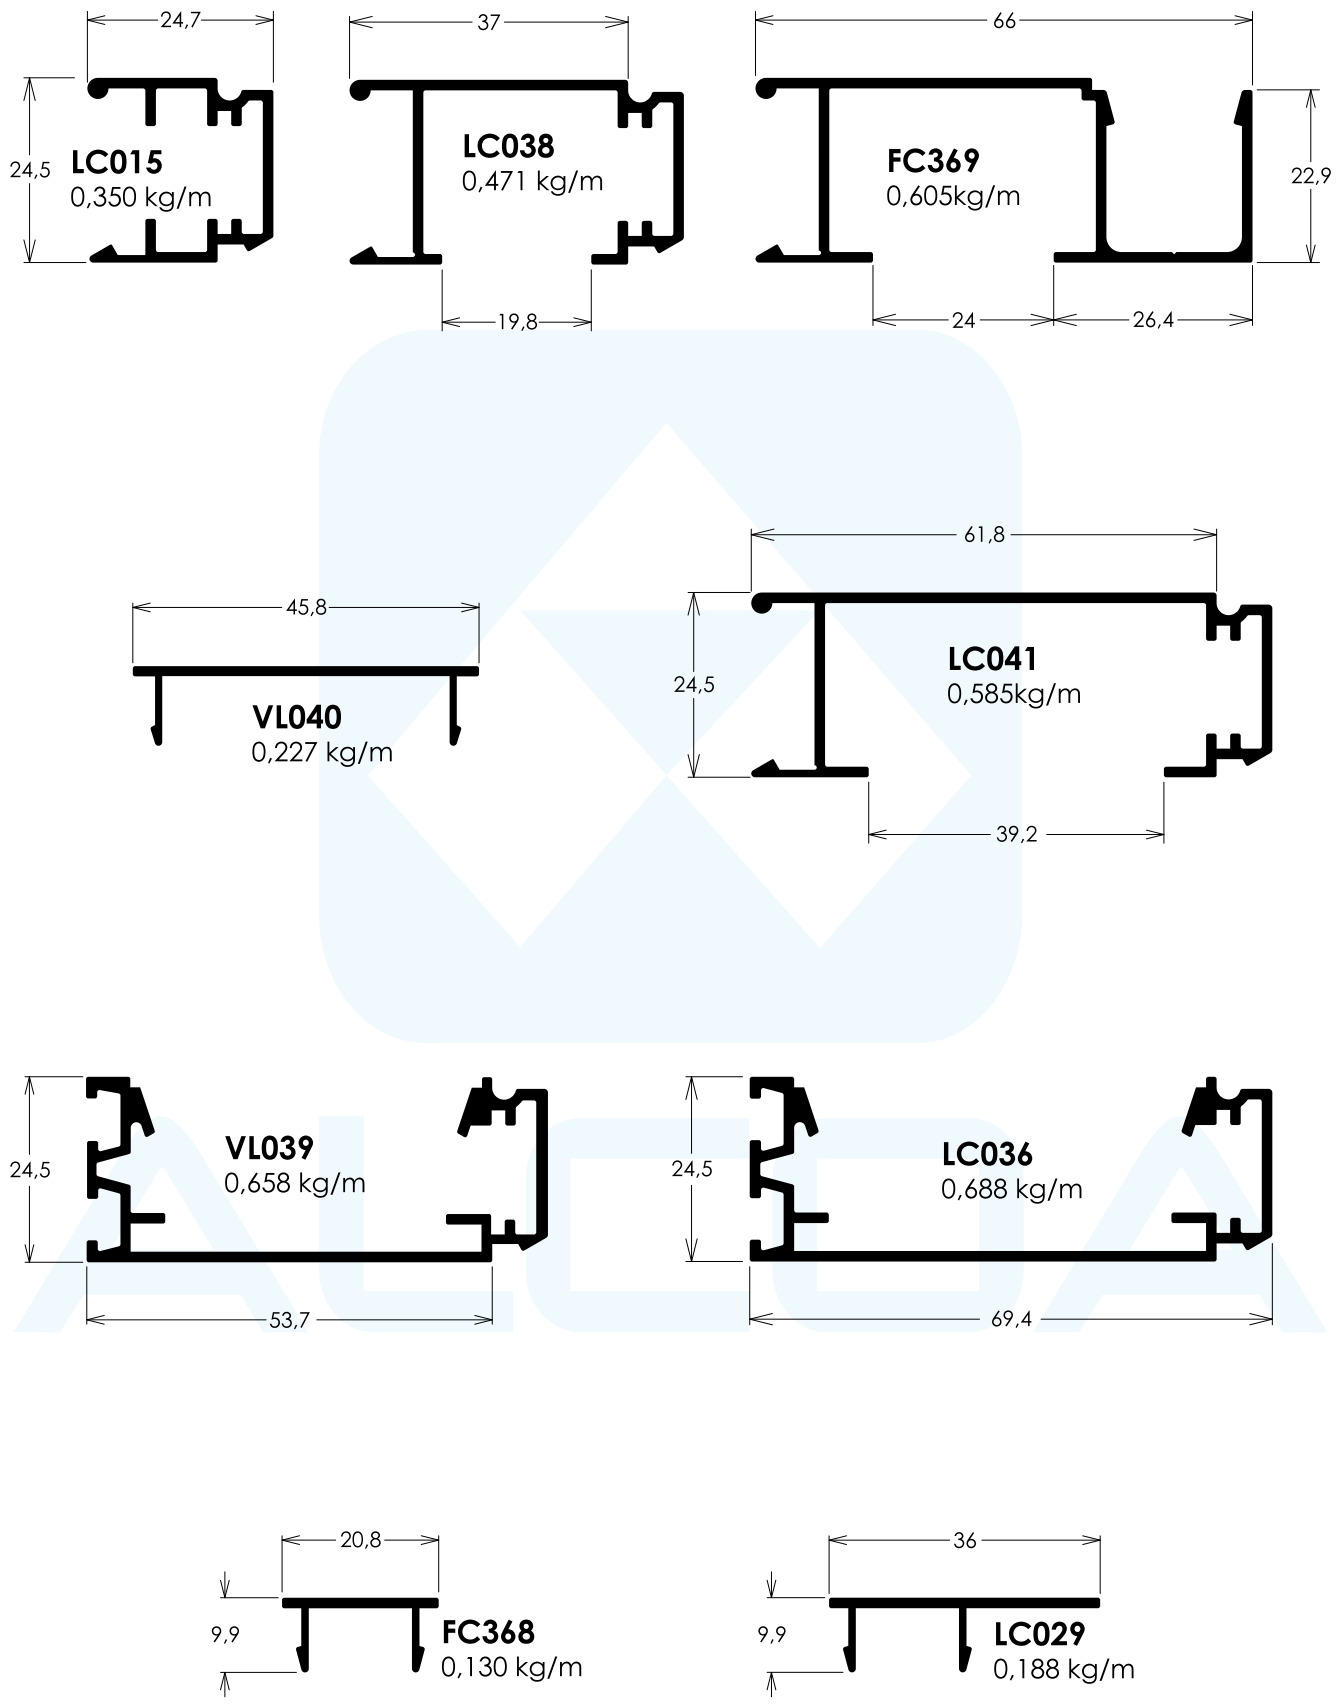 24,7
37
66
24,5
LC015
0,350 kg/m
LC038
0,471 kg/m
FC369
0,605kg/m
22,9
19,8
24
26,4
61,8
45,8
VL040
0,227 kg/m
24,5
LC041
0,585kg/m
39,2
24,5
VL039
0,658 kg/m
53,7
24,5
LC036
0,688 kg/m
69,4
ALCOA
20,8
9,9
FC368
0,130 kg/m
36
9,9
LC029
0,188 kg/m